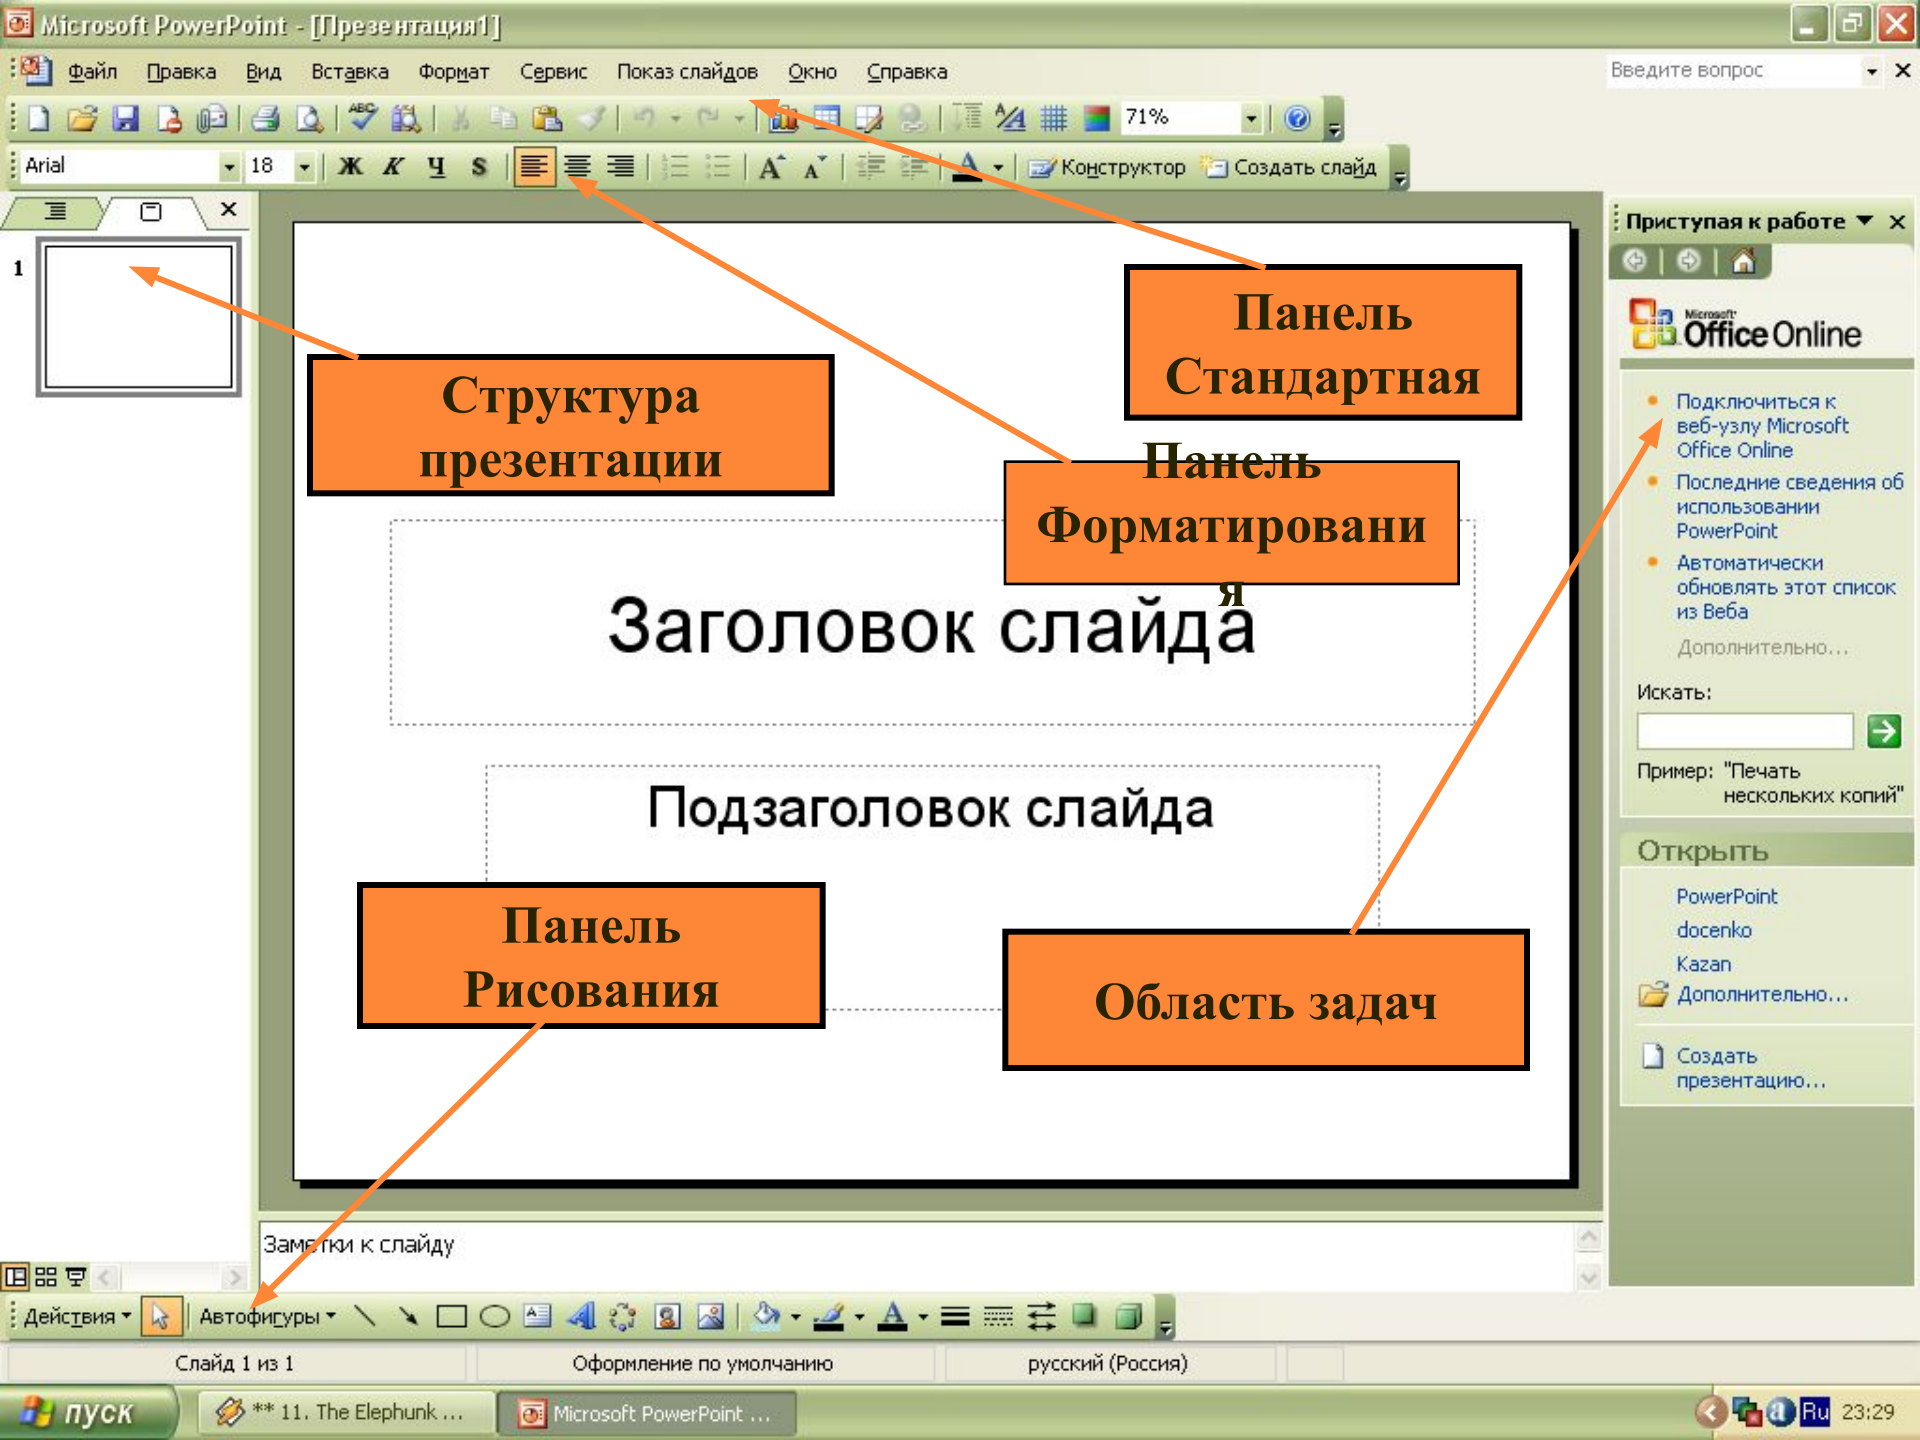 Microsoft PowerPoint - [Презентация1]
Файл Правка Вид Вставка Формат Сервис Показ слайдов Окно Справка
Введите вопрос
71%
Arial 18 Ж К Ч S Конструктор Создать слайд
Приступая к работе
1
Microsoft
Office Online
Панель
Стандартная
Структура
презентации
Панель
Форматировани
я
Подключиться к
веб-узлу Microsoft
Office Online
Последние сведения об
использовании
PowerPoint
Автоматически
обновлять этот список
из Веба
Дополнительно...
Искать:
Пример: "Печать
нескольких копий"
Заголовок слайда
Подзаголовок слайда
Панель
Рисования
Область задач
Открыть
PowerPoint
docenko
Kazan
Дополнительно...
Создать
презентацию...
Заметки к слайду
Действия Автофигуры
Слайд 1 из 1 Оформление по умолчанию русский (Россия)
пуск ** 11. The Elephunk ... Microsoft PowerPoint ... Ru 23:29